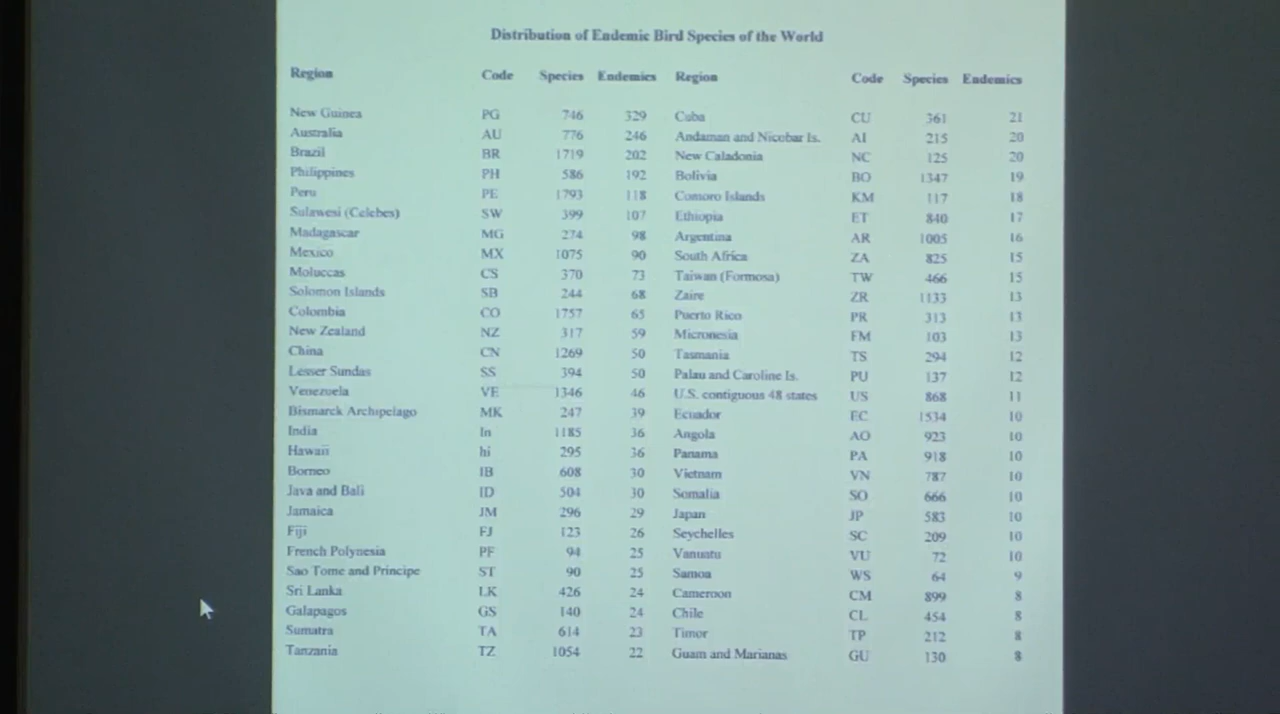 Distribution of Endemic Bird Species of the World
Region Code Species Endemics Region Code Species Endemics
New Guinea PG 746 329 Cuba CU 361 21
Australia AU 776 246 Andaman and Nicobar Is. AI 215 20
Brazil BR 1719 202 New Caledonia NC 125 20
Philippines PH 586 192 Bolivia BO 1347 19
Peru PE 1793 118 Comoro Islands KM 117 18
Sulawesi (Celebes) SW 399 107 Ethiopia ET 840 17
Madagascar MG 274 98 Argentina AR 1005 16
Mexico MX 1075 90 South Africa ZA 825 15
Moluccas CS 370 73 Taiwan (Formosa) TW 466 15
Solomon Islands SB 244 68 Zaire ZR 1133 13
Colombia CO 1757 65 Puerto Rico PR 313 13
New Zealand NZ 317 59 Micronesia FM 103 13
China CN 1269 50 Tasmania TS 294 12
Lesser Sundas SS 394 50 Palau and Caroline Is. PU 137 12
Venezuela VE 1346 46 U.S. contiguous 48 states US 868 11
Bismarck Archipelago MK 247 39 Ecuador EC 1534 10
India In 1185 36 Angola AO 923 10
Hawaii hi 295 36 Panama PA 918 10
Borneo IB 608 30 Vietnam VN 787 10
Java and Bali ID 504 30 Somalia SO 666 10
Jamaica JM 296 29 Japan JP 583 10
Fiji FJ 123 26 Seychelles SC 209 10
French Polynesia PF 94 25 Vanuatu VU 72 10
Sao Tome and Principe ST 90 25 Samoa WS 64 9
Sri Lanka LK 426 24 Cameroon CM 899 8
Galapagos GS 140 24 Chile CL 454 8
Sumatra TA 614 23 Timor TP 212 8
Tanzania TZ 1054 22 Guam and Marianas GU 130 8